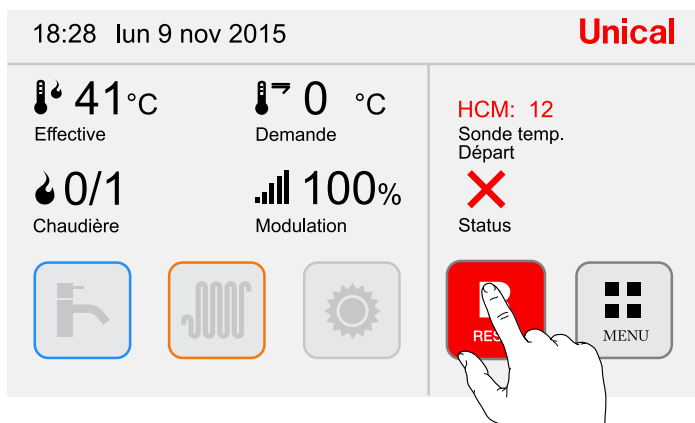 18:28 lun 9 nov 2015
Unical
41°C
0 °C
Effective
Demande
HCM: 12
Sonde temp.
Départ
0/1
100%
Chaudière
Modulation
Status
MENU